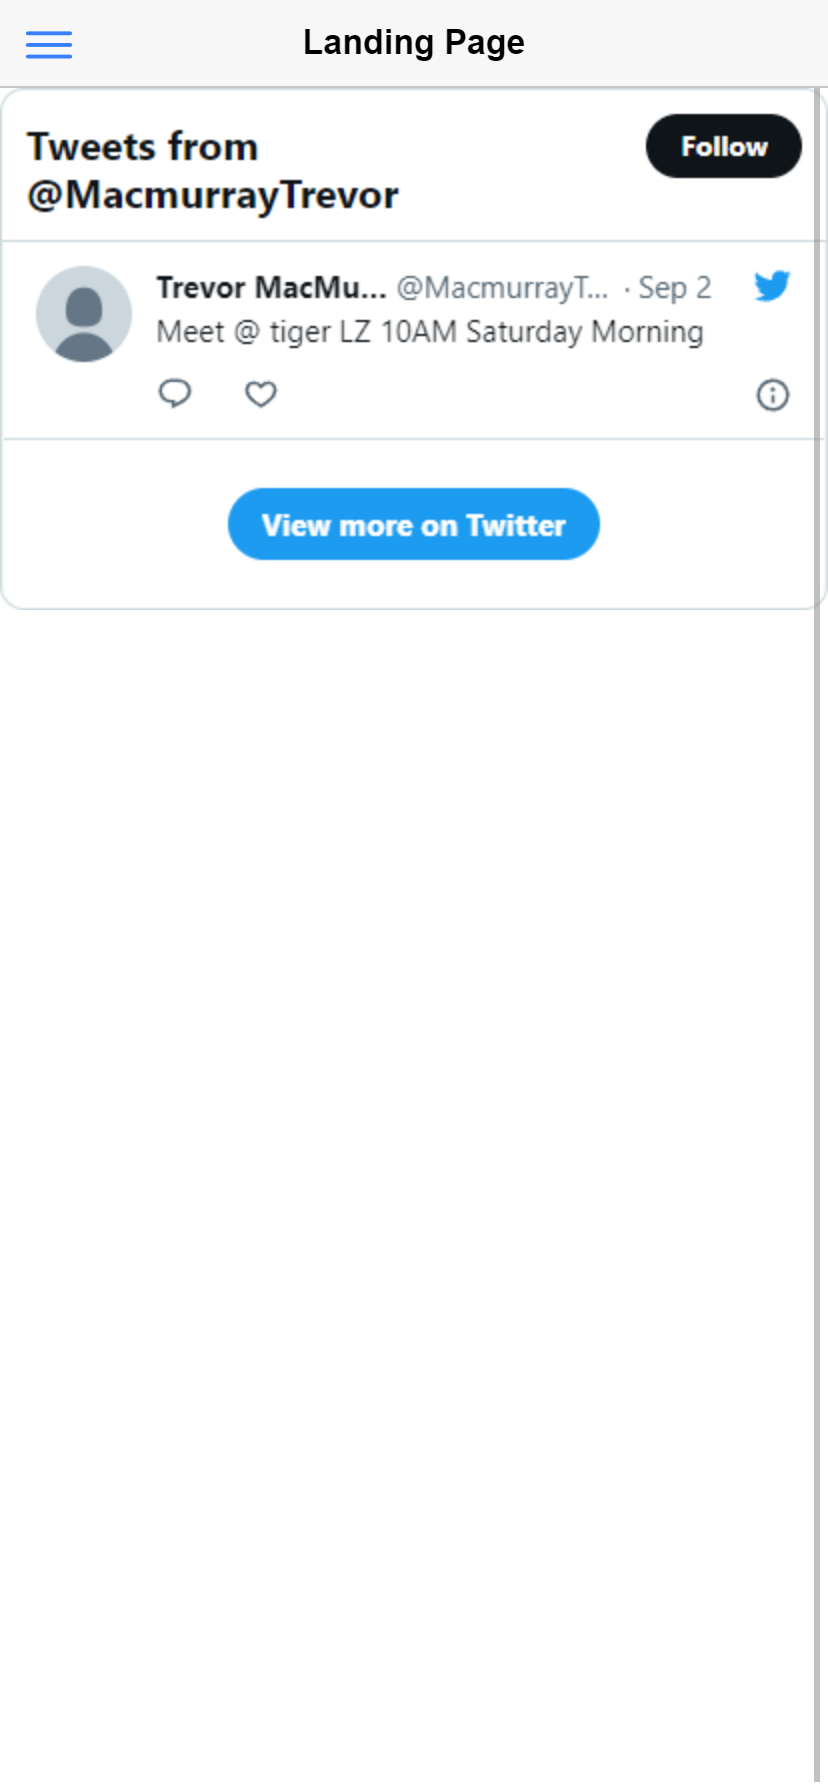 Landing Page
Tweets from
@MacmurrayTrevor
Follow
Trevor MacMu... @MacmurrayT... · Sep 2
Meet @ tiger LZ 10AM Saturday Morning
View more on Twitter